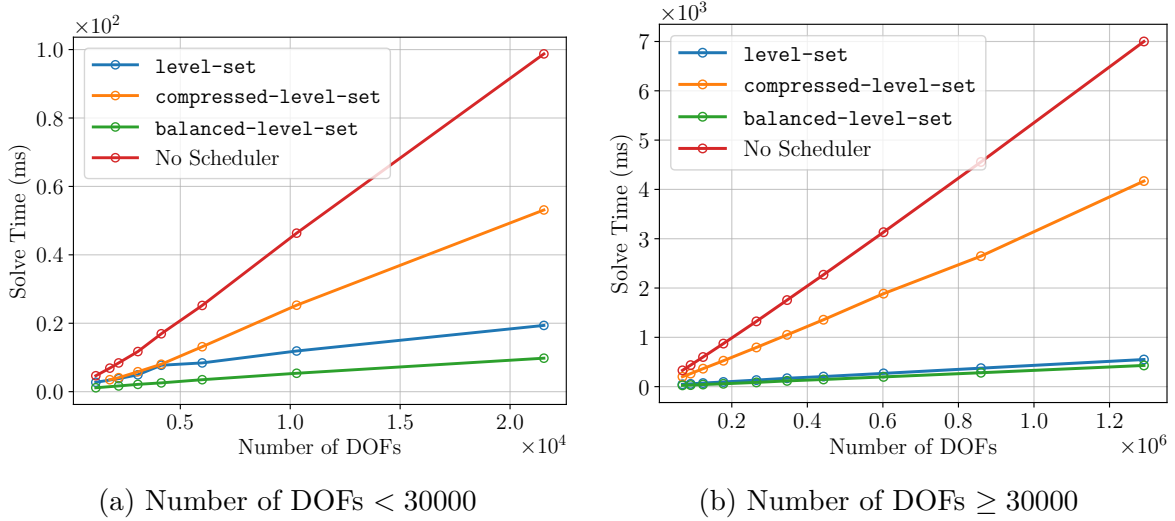 ×10²
1.0
0.8
0.6
0.4
0.2
0.0
Solve Time (ms)
level-set
compressed-level-set
balanced-level-set
No Scheduler
0.5
1.0
1.5
2.0
Number of DOFs
×10⁴
(a) Number of DOFs < 30000
×10³
7
6
5
4
3
2
1
0
Solve Time (ms)
level-set
compressed-level-set
balanced-level-set
No Scheduler
0.2
0.4
0.6
0.8
1.0
1.2
Number of DOFs
×10⁶
(b) Number of DOFs ≥ 30000